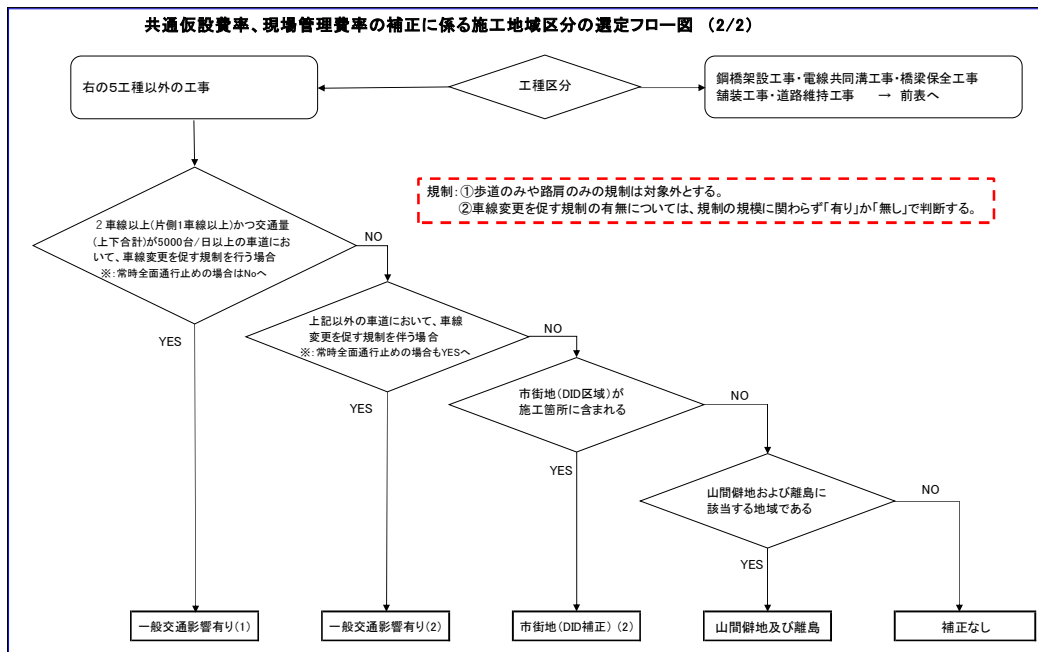 共通仮設費率、現場管理費率の補正に係る施工地域区分の選定フロー図 (2/2)
右の5工種以外の工事
工種区分
鋼橋架設工事・電線共同溝工事・橋梁保全工事
舗装工事・道路維持工事 → 前表へ
規制:①歩道のみや路肩のみの規制は対象外とする。
②車線変更を促す規制の有無については、規制の規模に関わらず「有り」か「無し」で判断する。
2車線以上(片側1車線以上)かつ交通量
(上下合計)が5000台/日以上の車道にお
いて、車線変更を促す規制を行う場合
※:常時全面通行止めの場合はNoへ
NO
YES
上記以外の車道において、車線
変更を促す規制を伴う場合
※:常時全面通行止めの場合もYESへ
NO
YES
市街地(DID区域)が
施工箇所に含まれる
NO
YES
山間僻地および離島に
該当する地域である
NO
YES
一般交通影響有り(1)
一般交通影響有り(2)
市街地(DID補正)(2)
山間僻地及び離島
補正なし